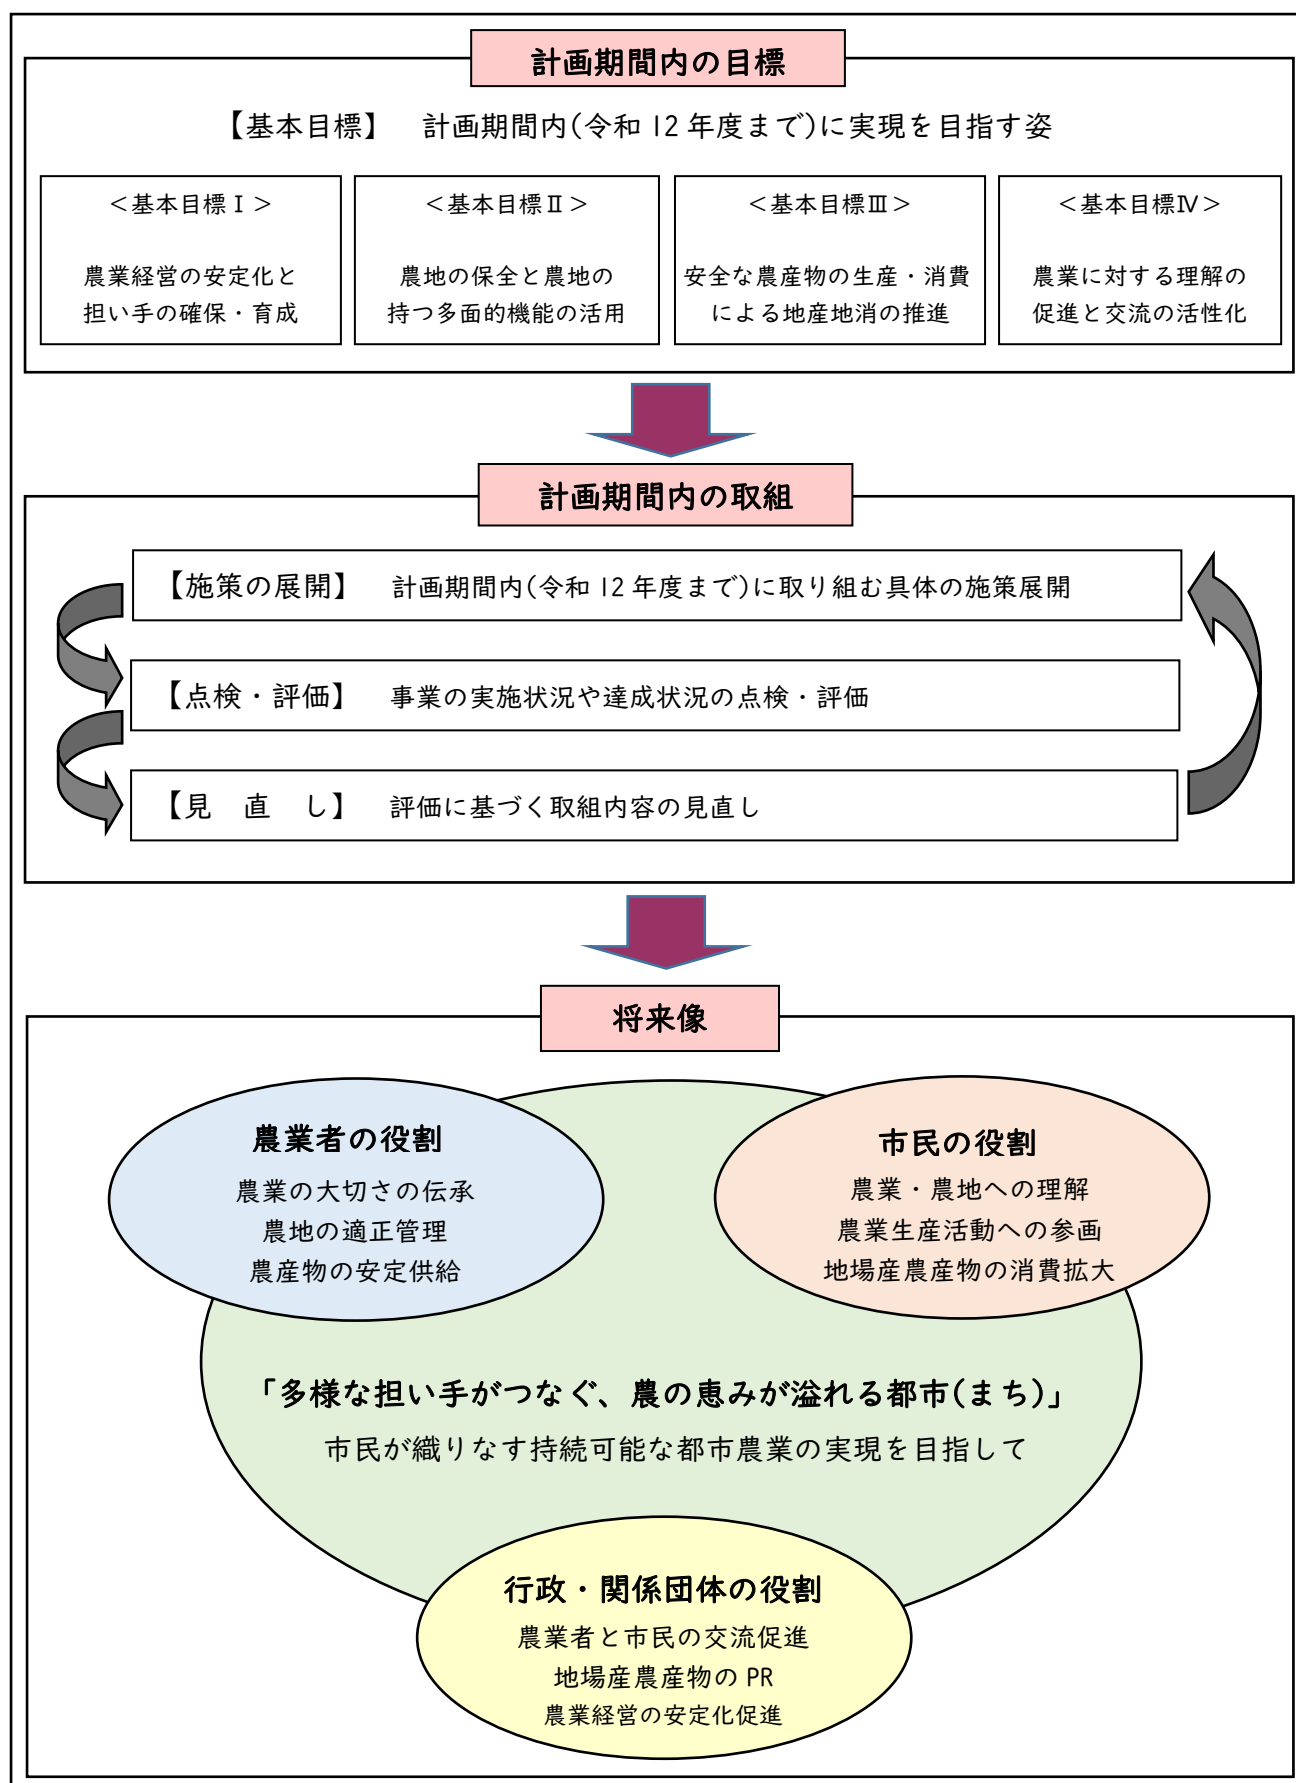 計画期間内の目標
【基本目標】　計画期間内(令和 12 年度まで)に実現を目指す姿
＜基本目標Ⅰ＞
農業経営の安定化と
担い手の確保・育成
＜基本目標Ⅱ＞
農地の保全と農地の
持つ多面的機能の活用
＜基本目標Ⅲ＞
安全な農産物の生産・消費
による地産地消の推進
＜基本目標Ⅳ＞
農業に対する理解の
促進と交流の活性化
計画期間内の取組
【施策の展開】　計画期間内(令和 12 年度まで)に取り組む具体の施策展開
【点検・評価】　事業の実施状況や達成状況の点検・評価
【見　直　し】　評価に基づく取組内容の見直し
将来像
農業者の役割
農業の大切さの伝承
農地の適正管理
農産物の安定供給
市民の役割
農業・農地への理解
農業生産活動への参画
地場産農産物の消費拡大
「多様な担い手がつなぐ、農の恵みが溢れる都市(まち)」
市民が織りなす持続可能な都市農業の実現を目指して
行政・関係団体の役割
農業者と市民の交流促進
地場産農産物の PR
農業経営の安定化促進